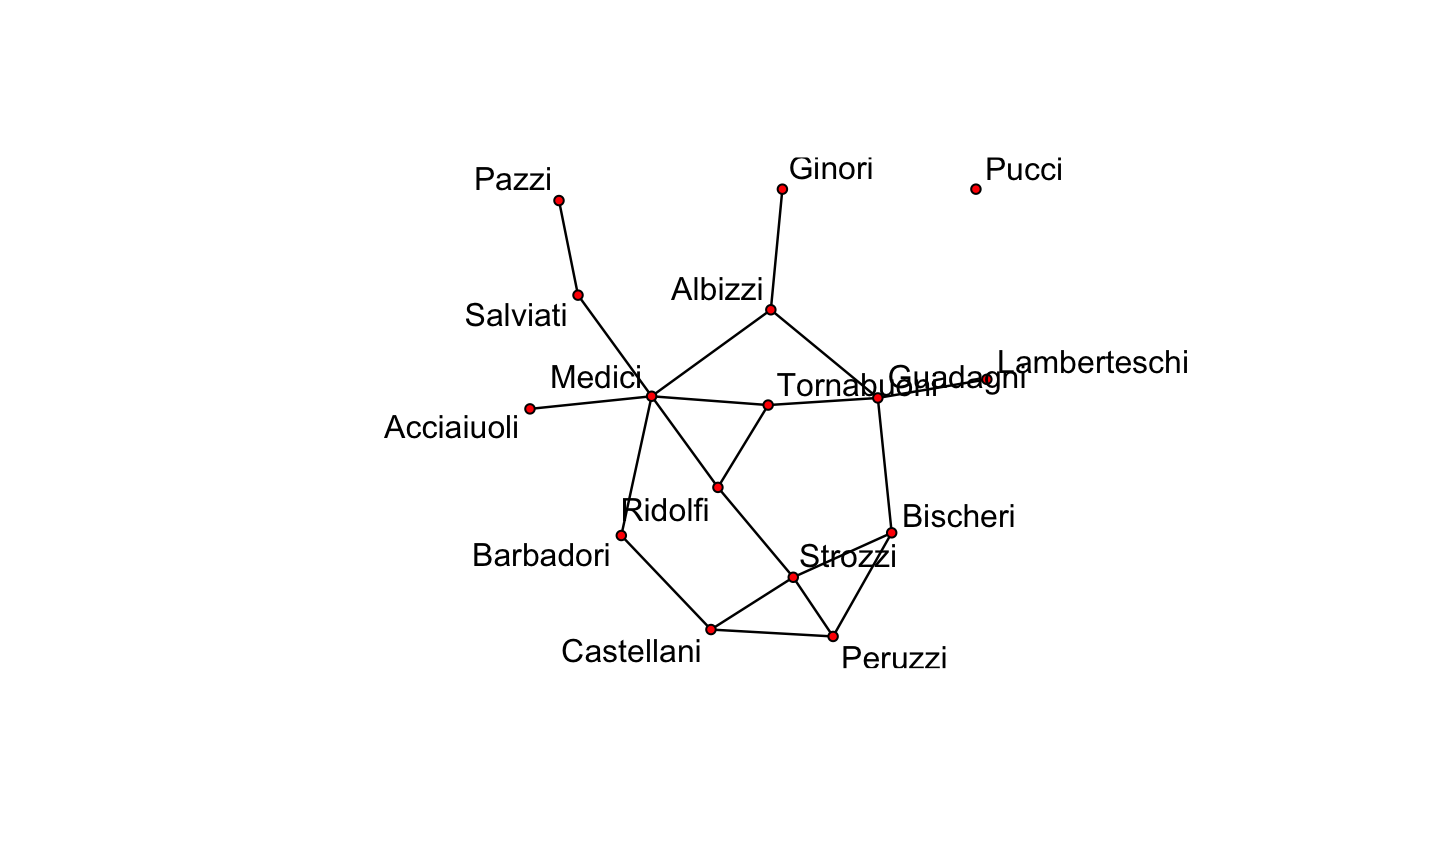 Ginori
Pucci
Pazzi
Albizzi
Salviati
Lamberteschi
Medici
Guadagni
Tornabuoni
Acciaiuoli
Ridolfi
Bischeri
Barbadori
Strozzi
Castellani
Peruzzi